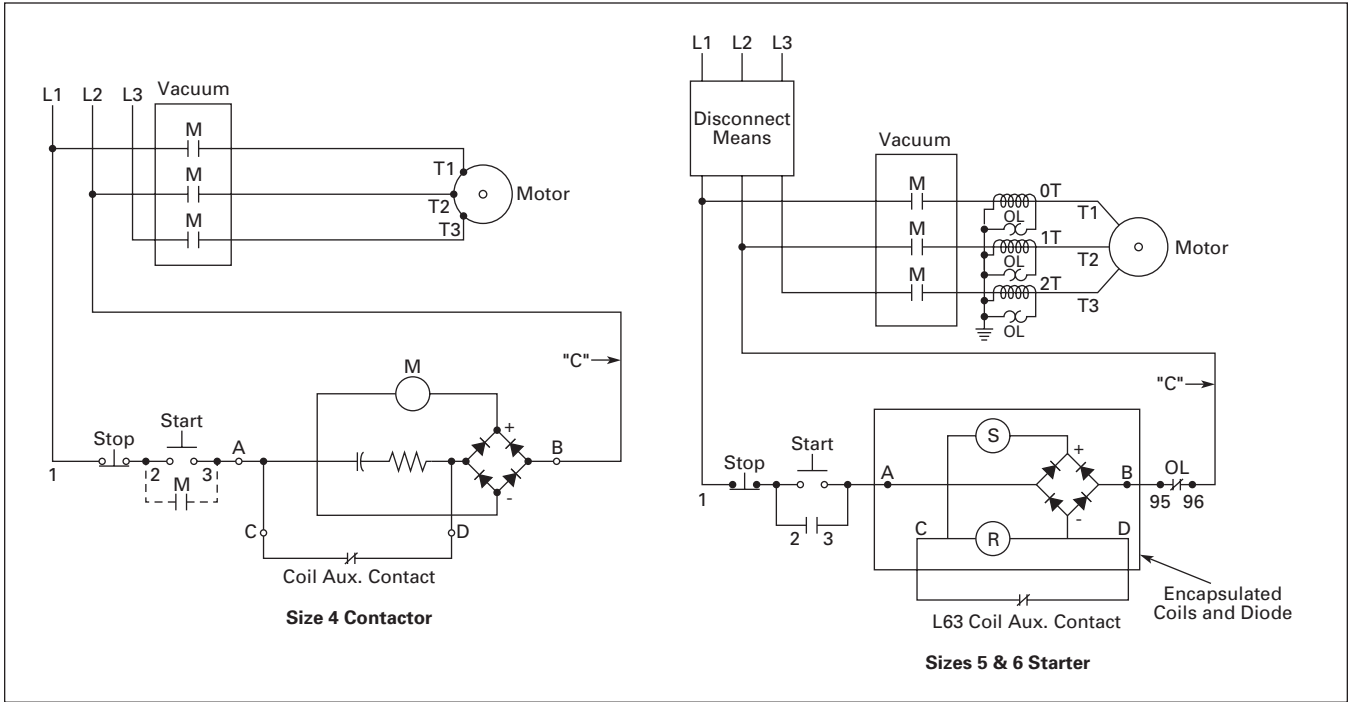 L1 L2 L3
Vacuum
M
M
M
T1
T2
T3
Motor
"C"
M
Start
Stop
A
+
B
1
2
3
M
-
C
D
Coil Aux. Contact
Size 4 Contactor
L1 L2 L3
Disconnect
Means
Vacuum
M
M
M
0T
OL
1T
OL
2T
OL
T1
T2
T3
Motor
"C"
Start
Stop
S
+
A
B
OL
1
95 96
-
2 3
C
R
D
L63 Coil Aux. Contact
Encapsulated
Coils and Diode
Sizes 5 & 6 Starter